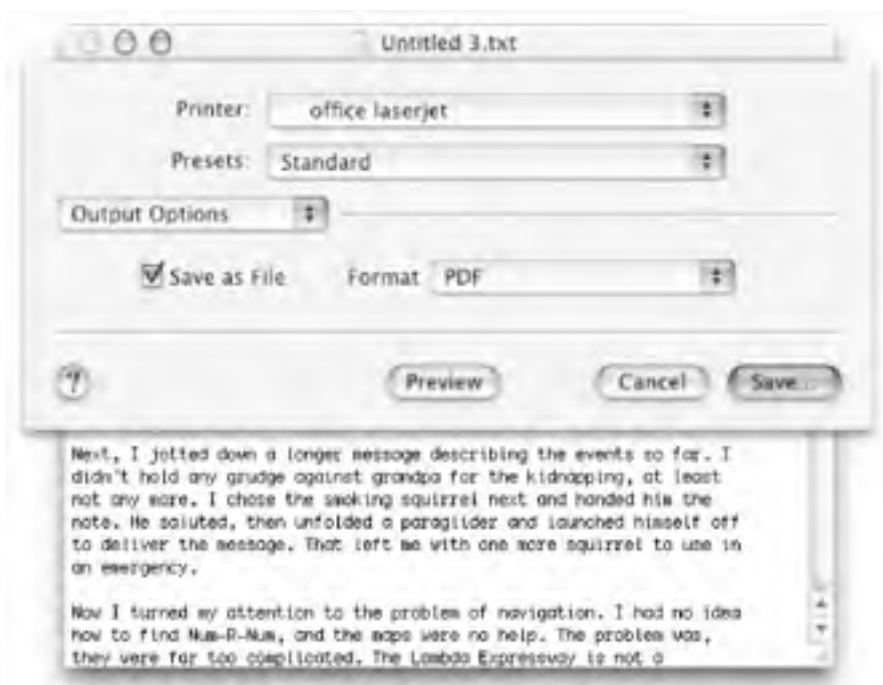 Untitled 3.txt
Printer: office laserjet
Presets: Standard
Output Options
Save as File Format PDF
? Preview Cancel Save...
Next, I jotted down a longer message describing the events so far. I
didn't hold any grudge against grandpa for the kidnapping, at least
not any more. I chose the smoking squirrel next and handed him the
note. He saluted, then unfolded a paraglider and launched himself off
to deliver the message. That left me with one more squirrel to use in
an emergency.
Now I turned my attention to the problem of navigation. I had no idea
how to find Num-R-Num, and the maps were no help. The problem was,
they were far too complicated. The Lambda Expressway is not a